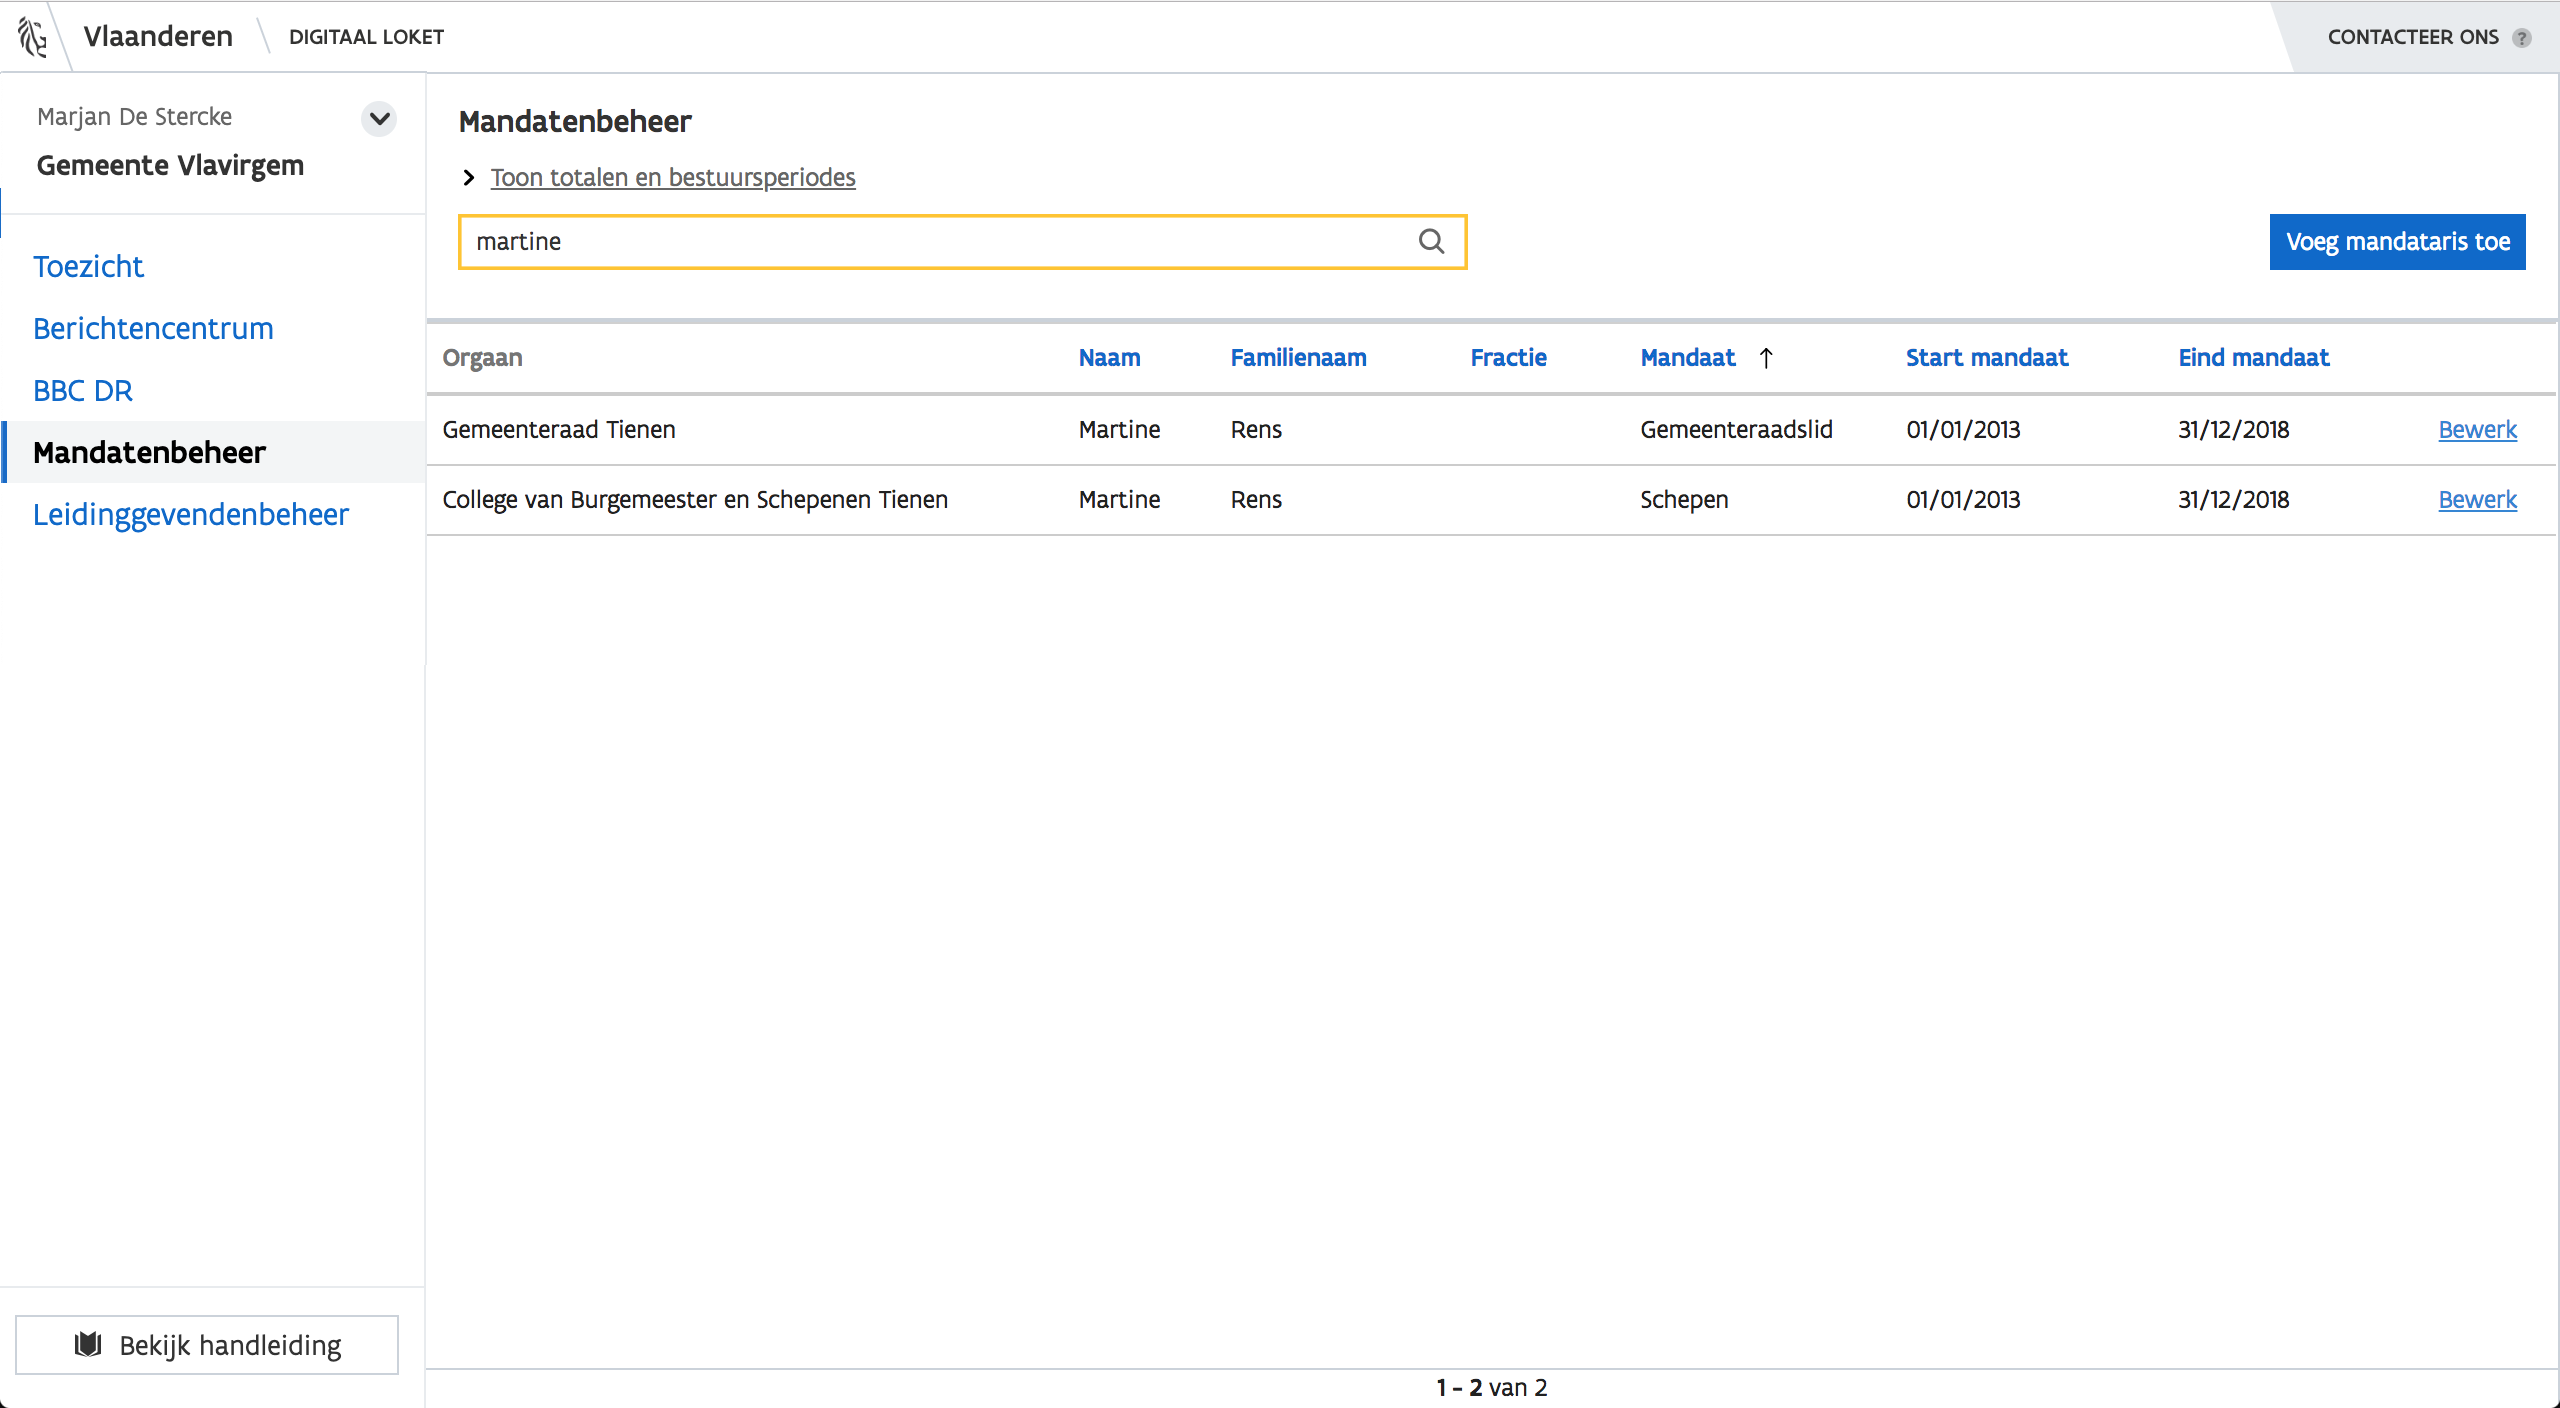 Vlaanderen DIGITAAL LOKET CONTACTEER ONS ?
Marjan De Stercke
Gemeente Vlavirgem
Toezicht
Berichtencentrum
BBC DR
Mandatenbeheer
Leidinggevendenbeheer
Bekijk handleiding
Mandatenbeheer
Toon totalen en bestuursperiodes
martine
Voeg mandataris toe
Orgaan Naam Familienaam Fractie Mandaat ↑ Start mandaat Eind mandaat
Gemeenteraad Tienen Martine Rens Gemeenteraadslid 01/01/2013 31/12/2018 Bewerk
College van Burgemeester en Schepenen Tienen Martine Rens Schepen 01/01/2013 31/12/2018 Bewerk
1 - 2 van 2